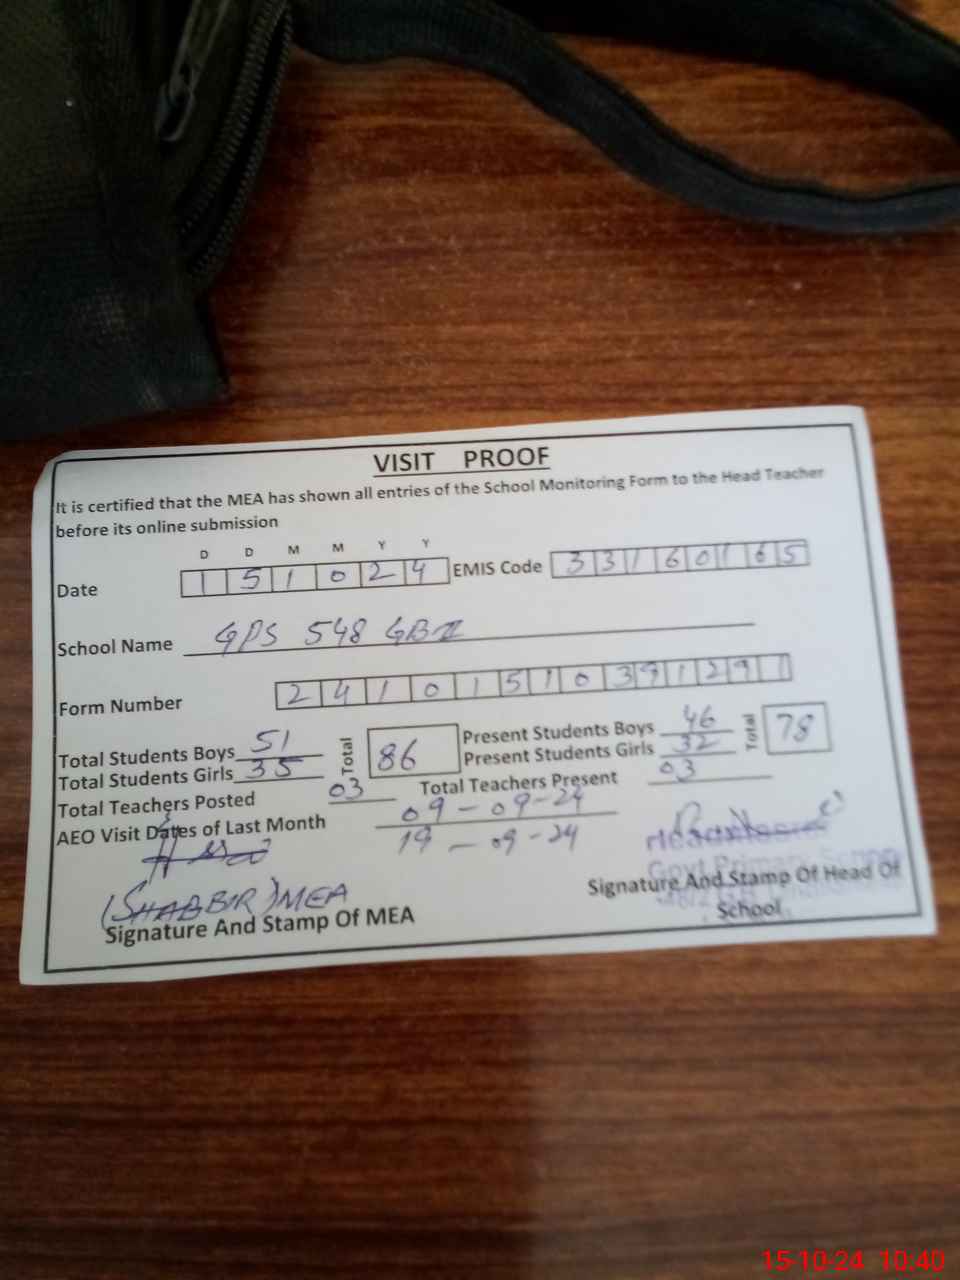 VISIT PROOF
It is certified that the MEA has shown all entries of the School Monitoring Form to the Head Teacher
before its online submission
D D M M Y Y
Date 1 5 1 0 2 4 EMIS Code 3 3 1 6 0 1 6 5
School Name GPS 548 GB
Form Number 2 4 1 0 1 5 1 0 3 9 1 2 9 1
Total Students Boys 51 Total 86 Present Students Boys 46 Total 78
Total Students Girls 35 Present Students Girls 32
Total Teachers Posted 03 Total Teachers Present 03
AEO Visit Dates of Last Month 09-09-24
19-09-24
(SHABBIR) MEA
Signature And Stamp Of MEA
Govt Primary School
Signature And Stamp Of Head Of
School
15-10-24 10:40